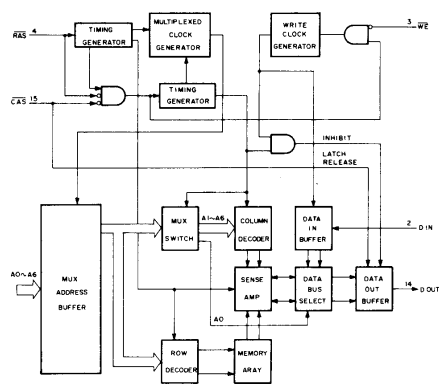 RAS 4
TIMING
GENERATOR
MULTIPLEXED
CLOCK
GENERATOR
WRITE
CLOCK
GENERATOR
3 WE
CAS 15
TIMING
GENERATOR
INHIBIT
LATCH
RELEASE
A0~A6
MUX
ADDRESS
BUFFER
MUX
SWITCH
A1~A6
COLUMN
DECODER
DATA
IN
BUFFER
2 D IN
SENSE
AMP
DATA
BUS
SELECT
DATA
OUT
BUFFER
14 D OUT
A0
ROW
DECODER
MEMORY
ARAY